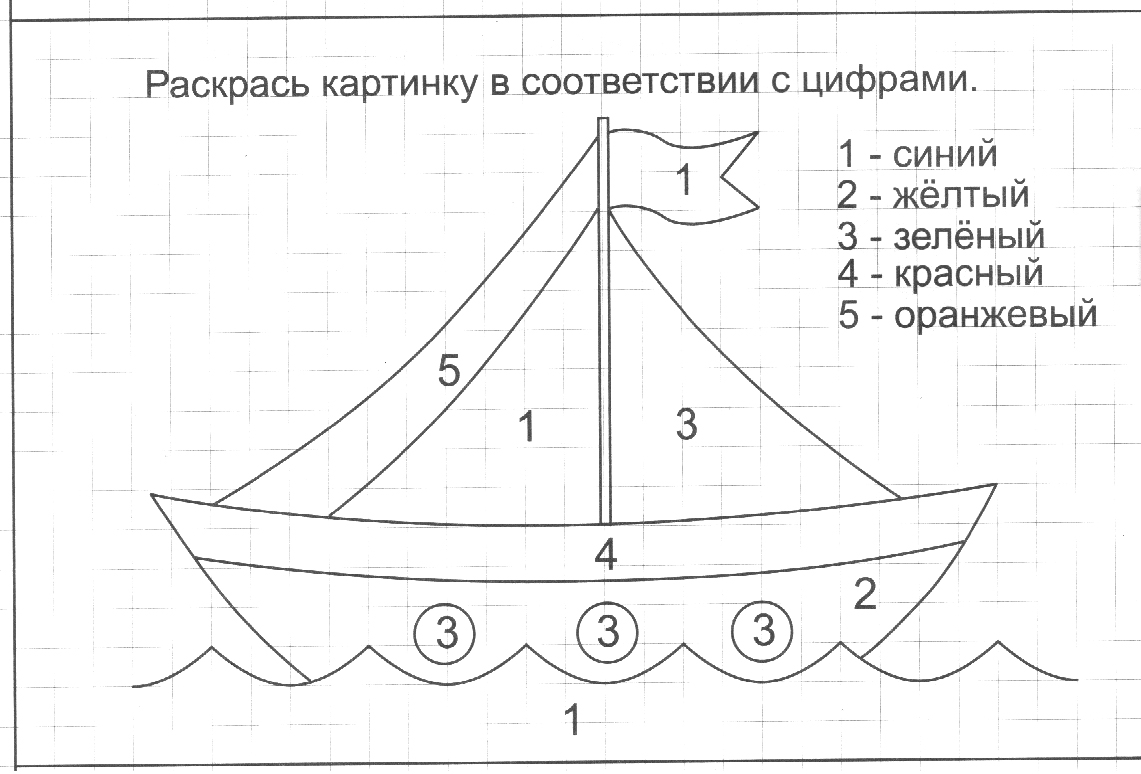 Раскрась картинку в соответствии с цифрами.
1 - синий
2 - жёлтый
3 - зелёный
4 - красный
5 - оранжевый
1
5
1
3
4
2
3
3
3
1